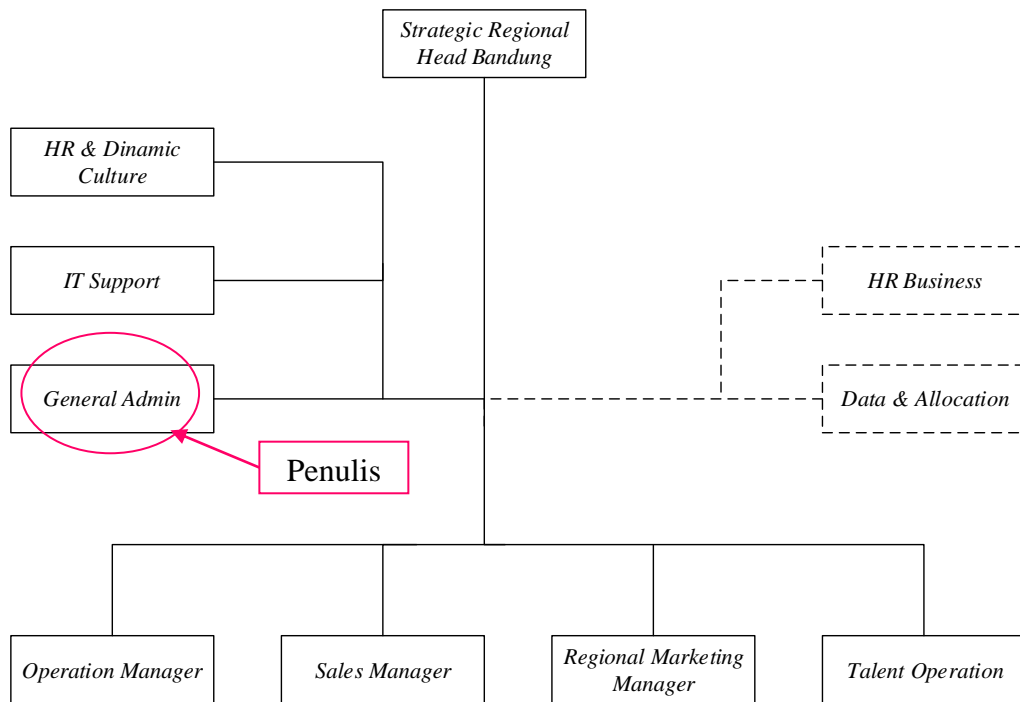 Strategic Regional
Head Bandung
HR & Dinamic
Culture
IT Support
HR Business
General Admin
Data & Allocation
Penulis
Operation Manager
Sales Manager
Regional Marketing
Manager
Talent Operation